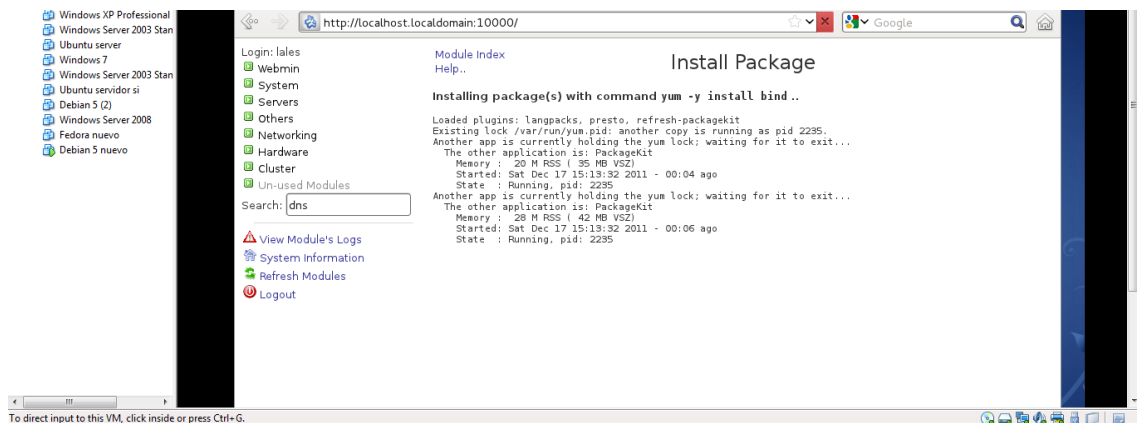 Windows XP Professional
Windows Server 2003 Stan
Ubuntu server
Windows 7
Windows Server 2003 Stan
Ubuntu servidor si
Debian 5 (2)
Windows Server 2008
Fedora nuevo
Debian 5 nuevo
http://localhost.localdomain:10000/
Google
Login: lales
Webmin
System
Servers
Others
Networking
Hardware
Cluster
Un-used Modules
Search: dns
View Module's Logs
System Information
Refresh Modules
Logout
Module Index
Help..
Install Package
Installing package(s) with command yum -y install bind ..
Loaded plugins: langpacks, presto, refresh-packagekit
Existing lock /var/run/yum.pid: another copy is running as pid 2235.
Another app is currently holding the yum lock; waiting for it to exit...
The other application is: PackageKit
Memory : 20 M RSS ( 35 MB VSZ)
Started: Sat Dec 17 15:13:32 2011 - 00:04 ago
State : Running, pid: 2235
Another app is currently holding the yum lock; waiting for it to exit...
The other application is: PackageKit
Memory : 28 M RSS ( 42 MB VSZ)
Started: Sat Dec 17 15:13:32 2011 - 00:06 ago
State : Running, pid: 2235
To direct input to this VM, click inside or press Ctrl+G.